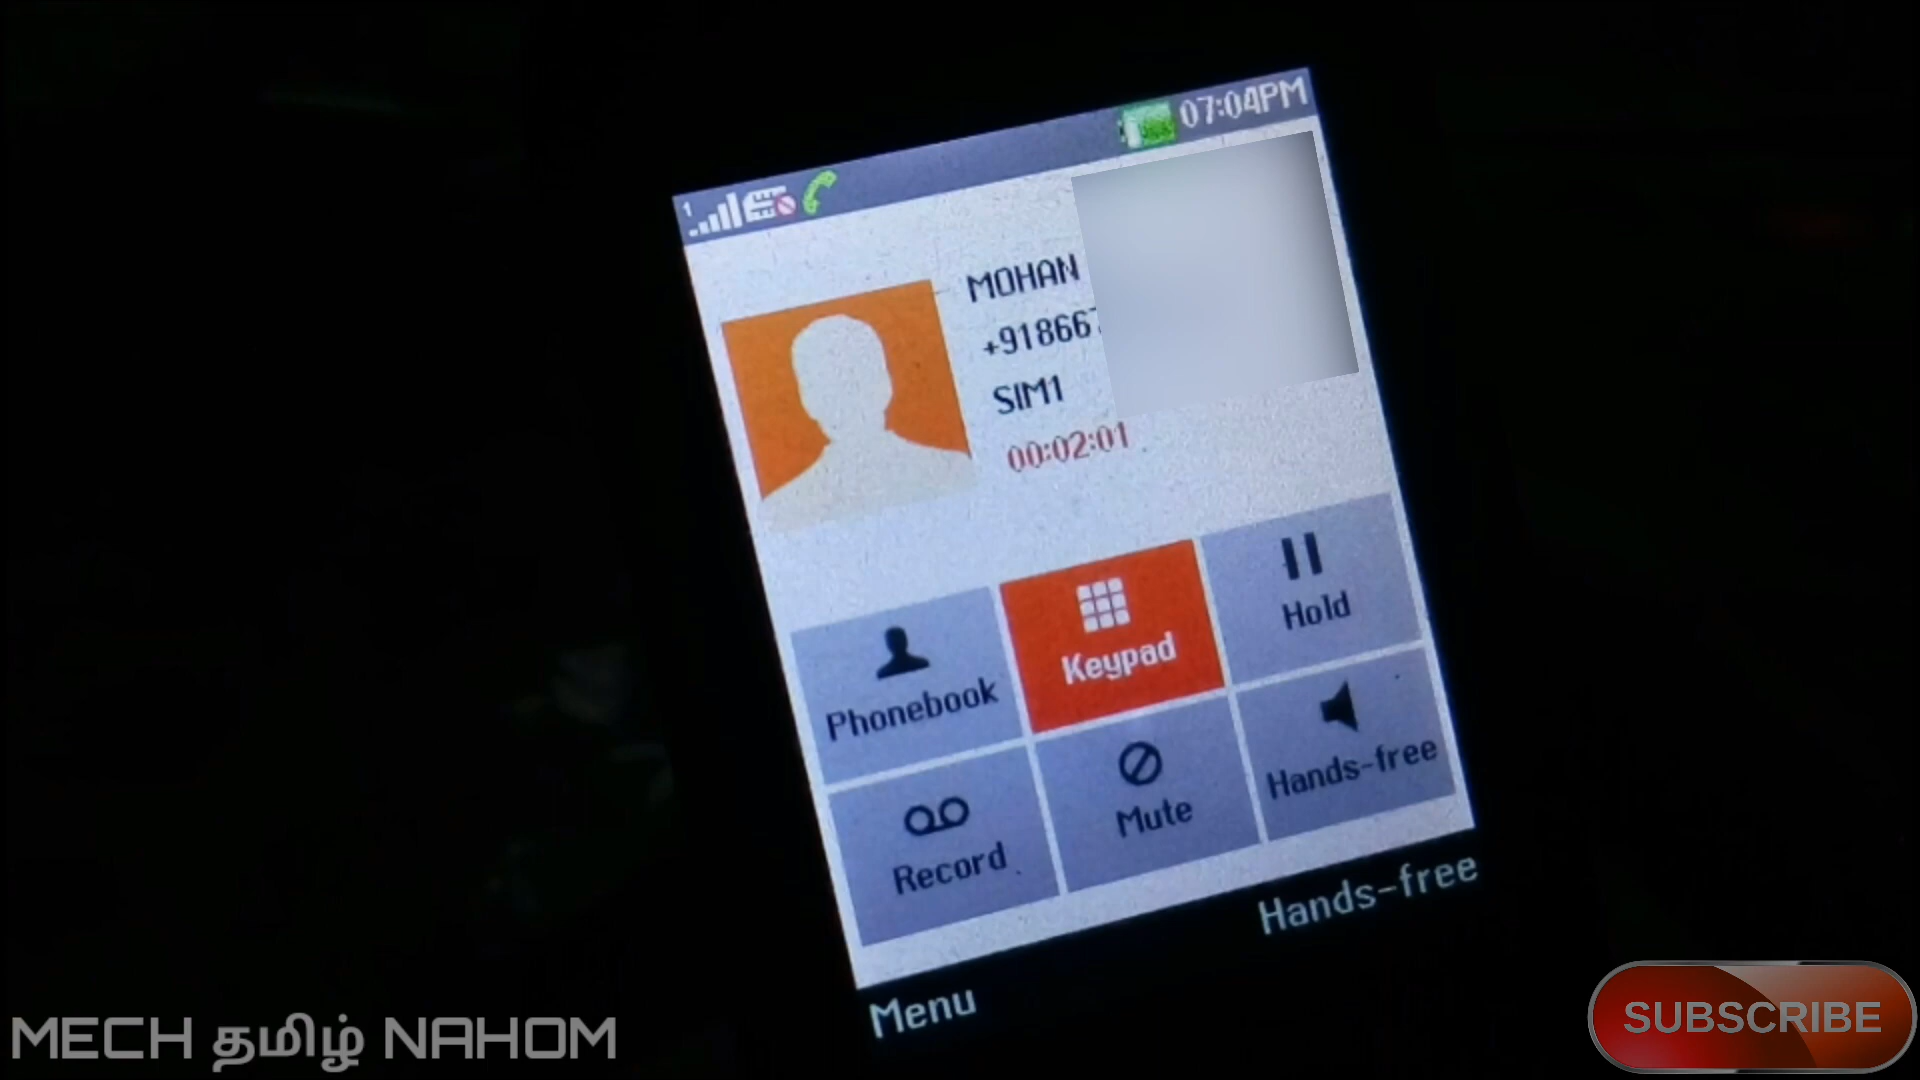 07:04PM
1
MOHAN
+918667
SIM1
00:02:01
Phonebook
Keypad
Hold
Record
Mute
Hands-free
Menu
Hands-free
MECH தமிழ் NAHOM
SUBSCRIBE